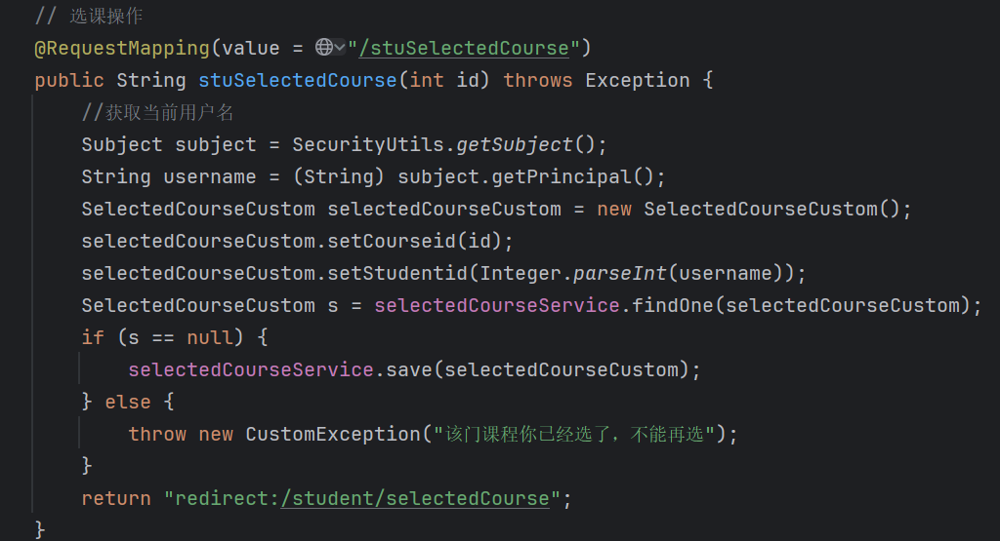 // 选课操作
@RequestMapping(value = "/stuSelectedCourse")
public String stuSelectedCourse(int id) throws Exception {
//获取当前用户名
Subject subject = SecurityUtils.getSubject();
String username = (String) subject.getPrincipal();
SelectedCourseCustom selectedCourseCustom = new SelectedCourseCustom();
selectedCourseCustom.setCourseid(id);
selectedCourseCustom.setStudentid(Integer.parseInt(username));
SelectedCourseCustom s = selectedCourseService.findOne(selectedCourseCustom);
if (s == null) {
selectedCourseService.save(selectedCourseCustom);
} else {
throw new CustomException("该门课程你已经选了，不能再选");
}
return "redirect:/student/selectedCourse";
}